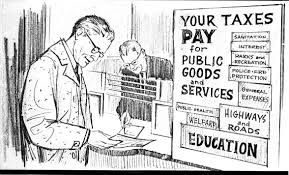 YOUR TAXES
PAY for
PUBLIC
GOODS
and
SERVICES
SANITATION
INTEREST
PARKS and
RECREATION
POLICE-FIRE
PROTECTION
GENERAL
EXPENSES
PUBLIC HEALTH
WELFARE
HIGHWAYS
and
ROADS
EDUCATION